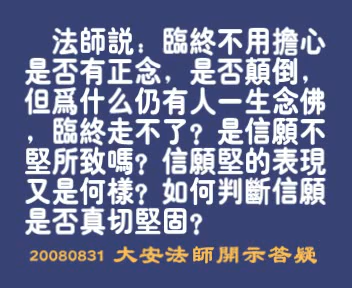 法師説：臨終不用擔心
是否有正念，是否顛倒，
但爲什么仍有人一生念佛
，臨終走不了？是信願不
堅所致嗎？信願堅的表現
又是何樣？如何判斷信願
是否真切堅固？
20080831 大安法師開示答疑